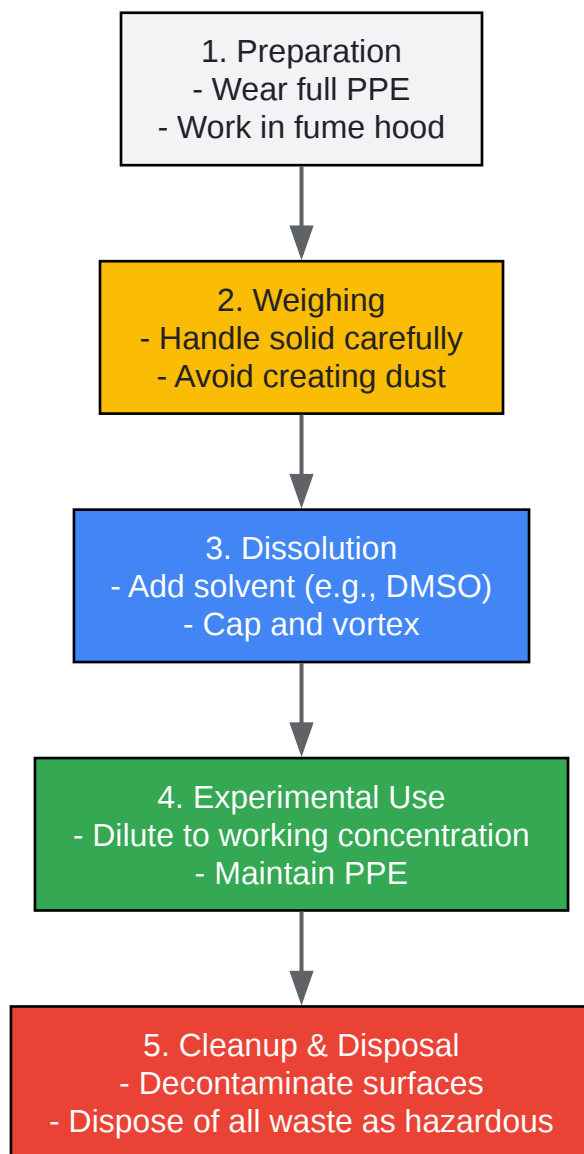 1. Preparation
- Wear full PPE
- Work in fume hood
2. Weighing
- Handle solid carefully
- Avoid creating dust
3. Dissolution
- Add solvent (e.g., DMSO)
- Cap and vortex
4. Experimental Use
- Dilute to working concentration
- Maintain PPE
5. Cleanup & Disposal
- Decontaminate surfaces
- Dispose of all waste as hazardous